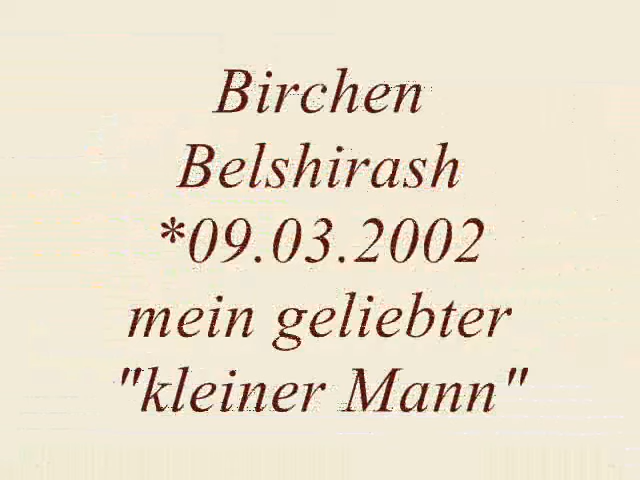 Birchen
Belshirash
*09.03.2002
mein geliebter
"kleiner Mann"